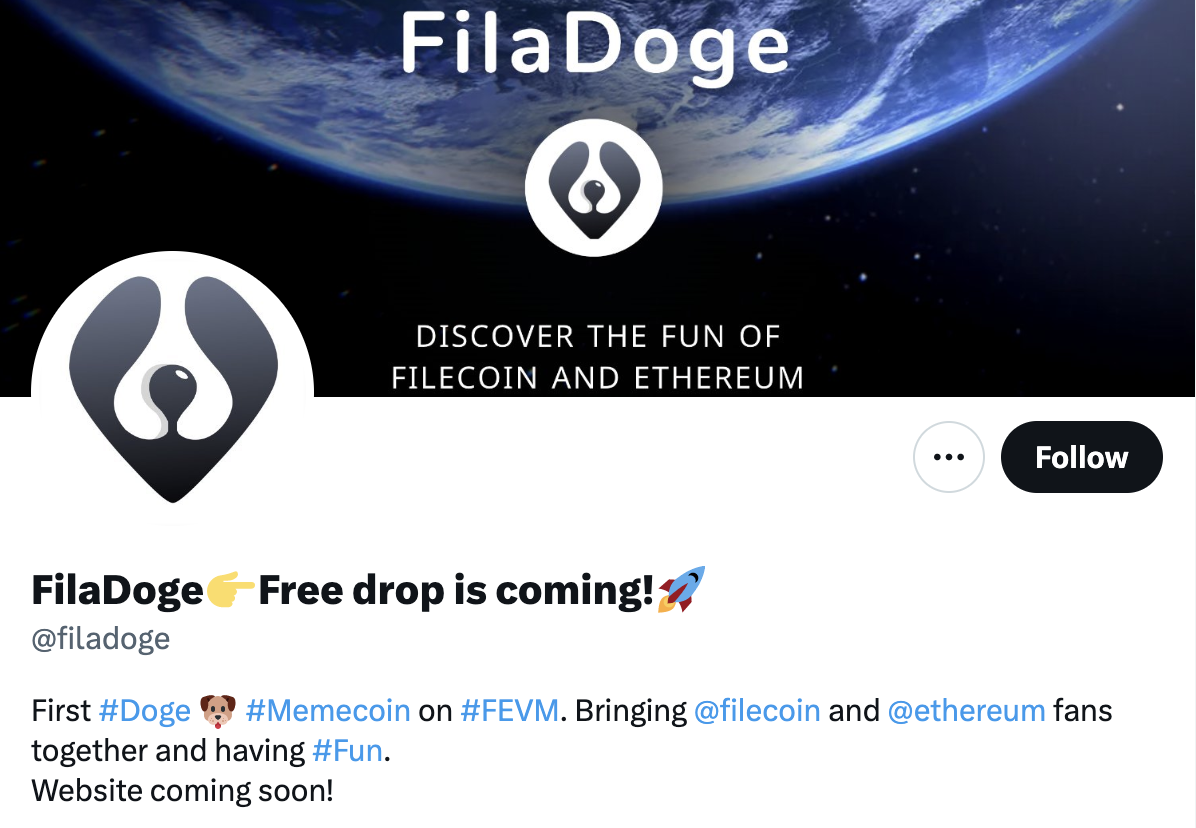 FilaDoge
DISCOVER THE FUN OF
FILECOIN AND ETHEREUM
Follow
FilaDoge👉Free drop is coming!🚀
@filadoge
First #Doge 🐶 #Memecoin on #FEVM. Bringing @filecoin and @ethereum fans
together and having #Fun.
Website coming soon!